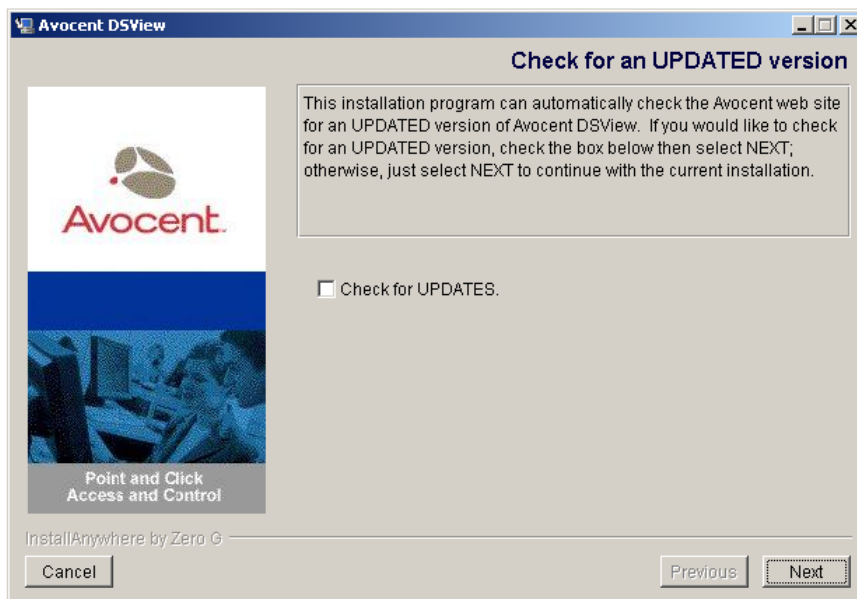 Avocent DSView
Check for an UPDATED version
This installation program can automatically check the Avocent web site
for an UPDATED version of Avocent DSView. If you would like to check
for an UPDATED version, check the box below then select NEXT;
otherwise, just select NEXT to continue with the current installation.
Avocent.
Check for UPDATES.
Point and Click
Access and Control
InstallAnywhere by Zero G
Cancel
Previous
Next